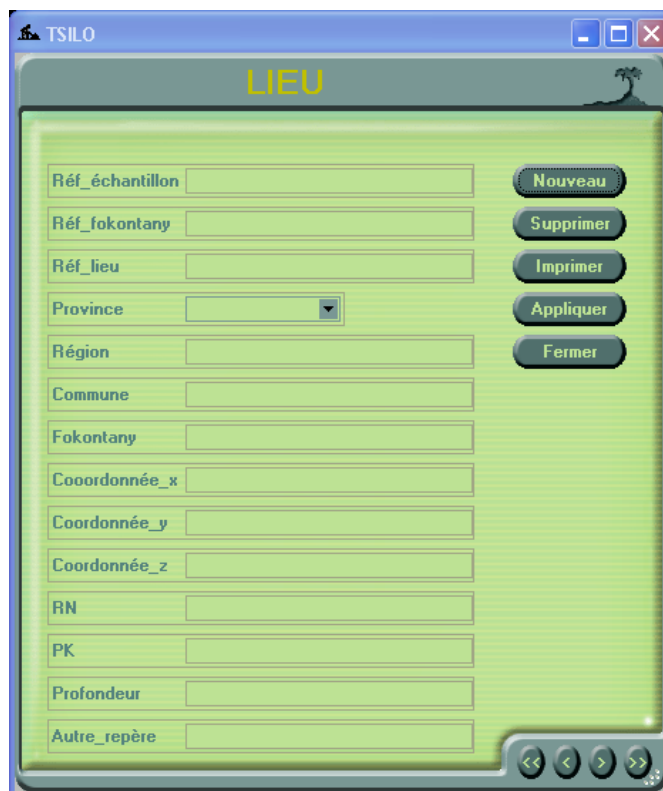 TSILO
LIEU
Réf_échantillon
Nouveau
Réf_fokontany
Supprimer
Réf_lieu
Imprimer
Province
Appliquer
Région
Fermer
Commune
Fokontany
Cooordonnée_x
Coordonnée_y
Coordonnée_z
RN
PK
Profondeur
Autre_repère
<< < > >>